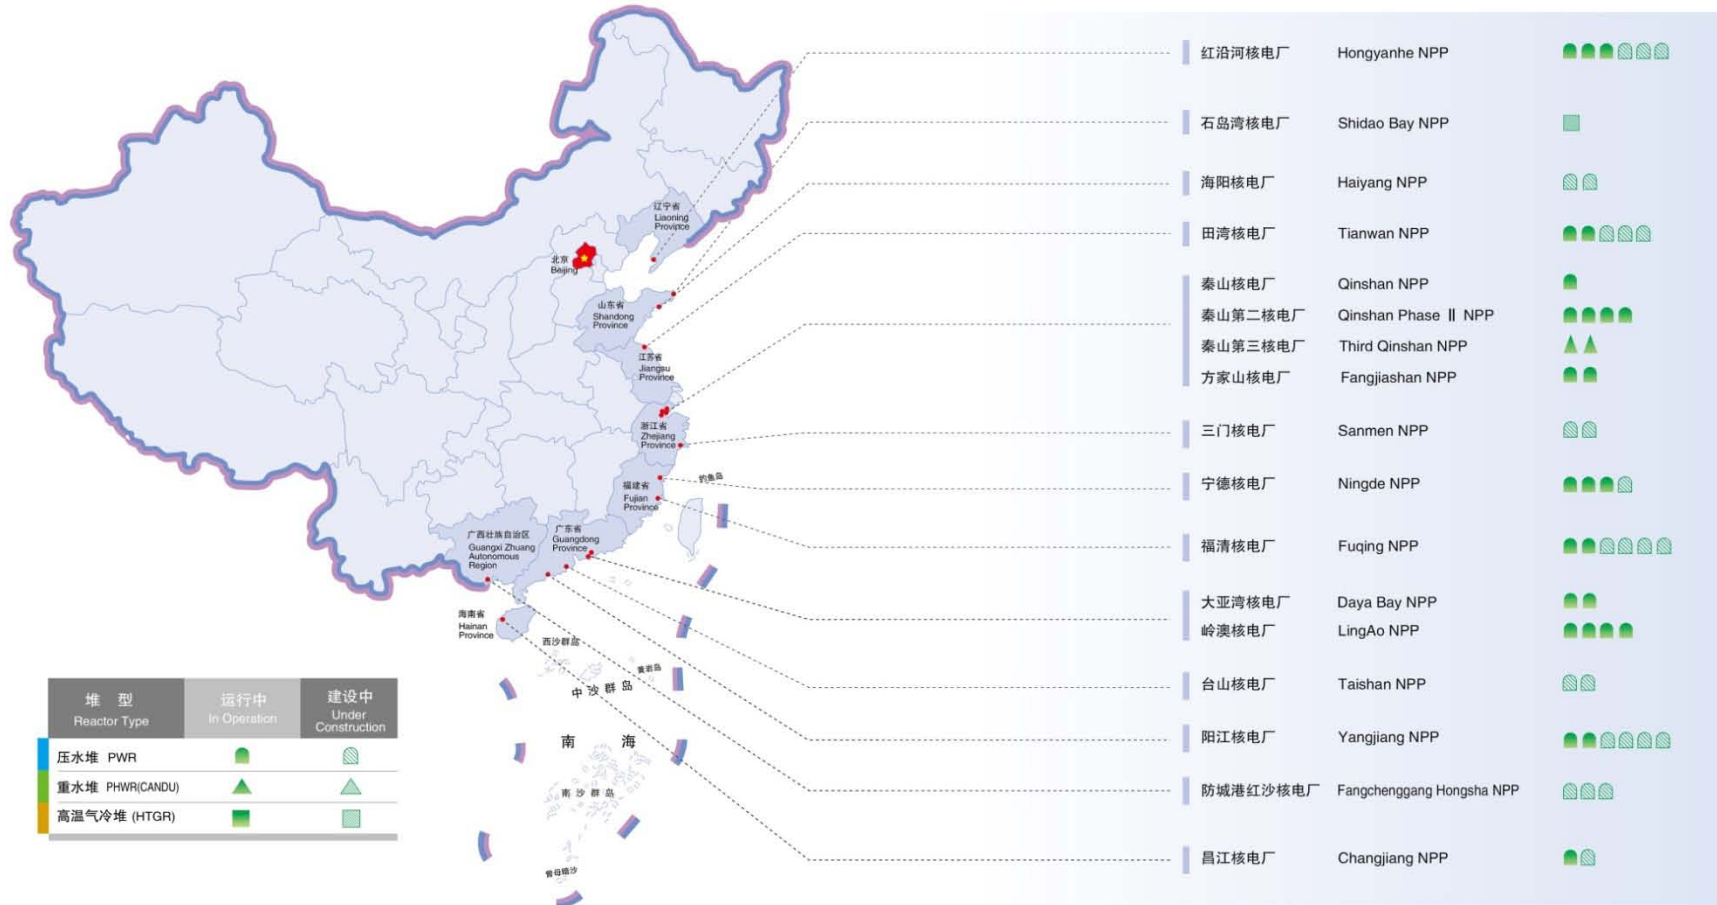 红沿河核电厂 Hongyanhe NPP
石岛湾核电厂 Shidao Bay NPP
海阳核电厂 Haiyang NPP
田湾核电厂 Tianwan NPP
秦山核电厂 Qinshan NPP
秦山第二核电厂 Qinshan Phase Ⅱ NPP
秦山第三核电厂 Third Qinshan NPP
方家山核电厂 Fangjiashan NPP
三门核电厂 Sanmen NPP
宁德核电厂 Ningde NPP
福清核电厂 Fuqing NPP
大亚湾核电厂 Daya Bay NPP
岭澳核电厂 LingAo NPP
台山核电厂 Taishan NPP
阳江核电厂 Yangjiang NPP
防城港红沙核电厂 Fangchenggang Hongsha NPP
昌江核电厂 Changjiang NPP
辽宁省
Liaoning
Province
北京
Beijing
山东省
Shandong
Province
江苏省
Jiangsu
Province
浙江省
Zhejiang
Province
钓鱼岛
福建省
Fujian
Province
广东省
Guangdong
Province
广西壮族自治区
Guangxi Zhuang
Autonomous
Region
海南省
Hainan
Province
西沙群岛
黄岩岛
中沙群岛
南 海
南沙群岛
曾母暗沙
堆 型
Reactor Type
运行中
In Operation
建设中
Under
Construction
压水堆 PWR
重水堆 PHWR(CANDU)
高温气冷堆 (HTGR)